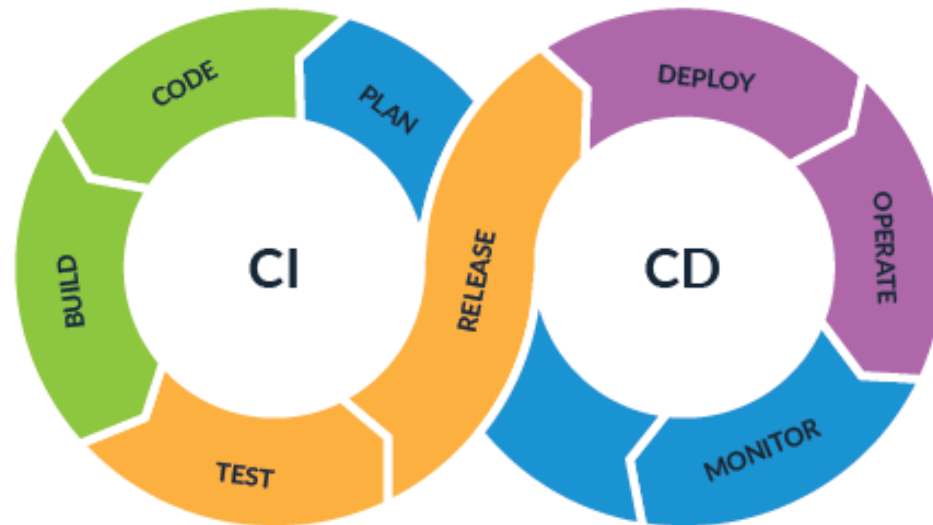 CODE
PLAN
BUILD
CI
TEST
RELEASE
DEPLOY
CD
OPERATE
MONITOR